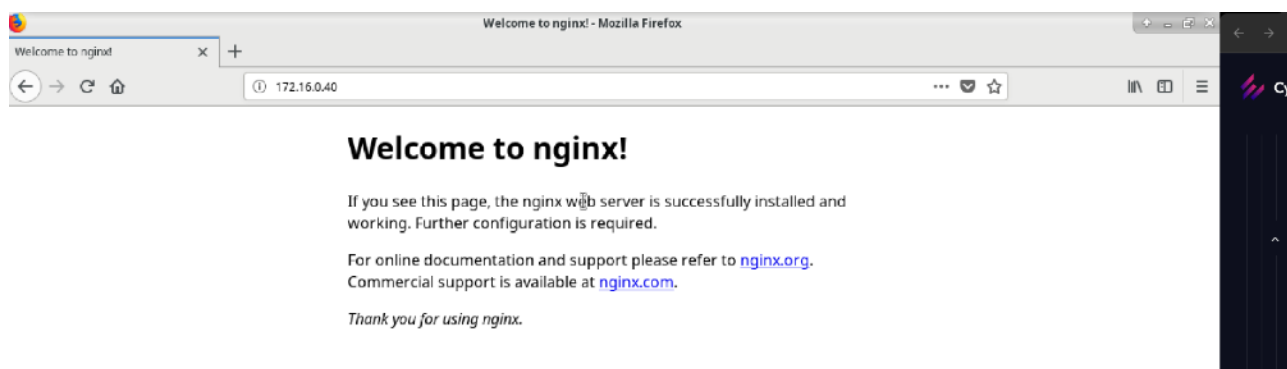 Welcome to nginx! - Mozilla Firefox
Welcome to nginx!
172.16.0.40
Welcome to nginx!
If you see this page, the nginx web server is successfully installed and
working. Further configuration is required.
For online documentation and support please refer to nginx.org.
Commercial support is available at nginx.com.
Thank you for using nginx.